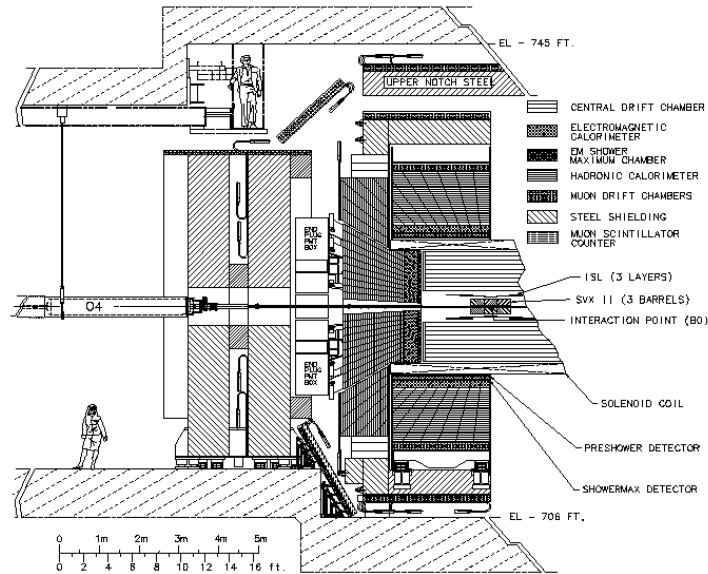 EL - 745 FT.
UPPER NOTCH STEEL
CENTRAL DRIFT CHAMBER
ELECTROMAGNETIC
CALORIMETER
EM SHOWER
MAXIMUM CHAMBER
HADRONIC CALORIMETER
MUON DRIFT CHAMBERS
STEEL SHIELDING
MUON SCINTILLATOR
COUNTER
END
PLUG
PMT
BOX
ISL (3 LAYERS)
SVX II (3 BARRELS)
Q4
INTERACTION POINT (B0)
END
PLUG
PMT
BOX
SOLENOID COIL
PRESHOWER DETECTOR
SHOWERMAX DETECTOR
EL - 706 FT.
0 1m 2m 3m 4m 5m
0 2 4 6 8 10 12 14 16 ft.